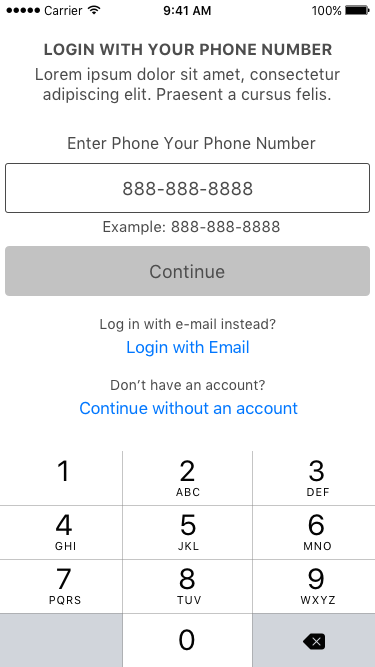 Carrier 9:41 AM 100%
LOGIN WITH YOUR PHONE NUMBER
Lorem ipsum dolor sit amet, consectetur
adipiscing elit. Praesent a cursus felis.
Enter Phone Your Phone Number
888-888-8888
Example: 888-888-8888
Continue
Log in with e-mail instead?
Login with Email
Don’t have an account?
Continue without an account
1 2 3
ABC DEF
4 5 6
GHI JKL MNO
7 8 9
PQRS TUV WXYZ
0